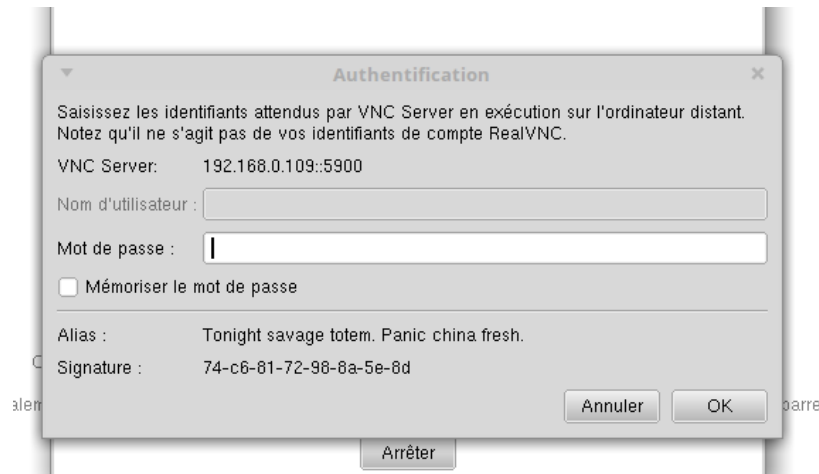 Authentification
Saisissez les identifiants attendus par VNC Server en exécution sur l'ordinateur distant.
Notez qu'il ne s'agit pas de vos identifiants de compte RealVNC.
VNC Server: 192.168.0.109::5900
Nom d'utilisateur :
Mot de passe :
Mémoriser le mot de passe
Alias : Tonight savage totem. Panic china fresh.
Signature : 74-c6-81-72-98-8a-5e-8d
Annuler OK
Arrêter